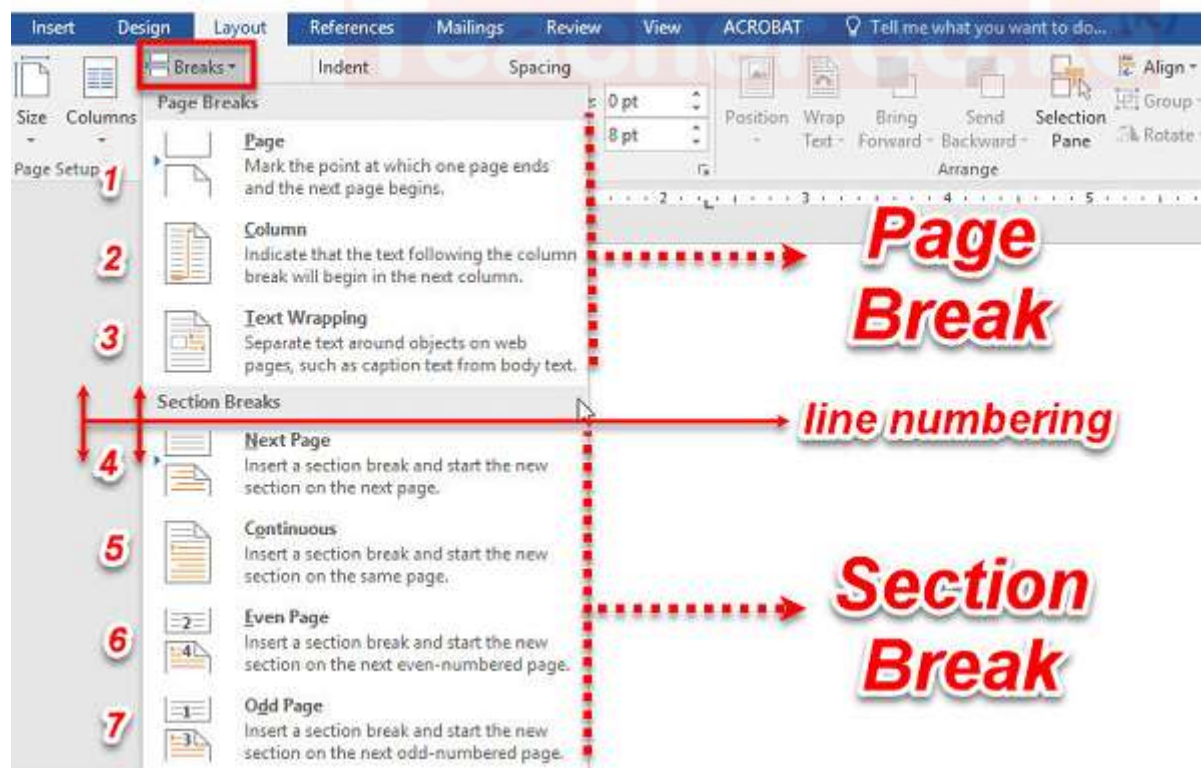 Insert Design Layout References Mailings Review View ACROBAT Tell me what you want to do...
Breaks Indent Spacing Align
Size Columns Page Breaks 0 pt Position Wrap Bring Send Selection Group
8 pt Text Forward Backward Pane Rotate
Page Setup Arrange
1 Page
Mark the point at which one page ends
and the next page begins.
2 3 4 5
2 Column
Indicate that the text following the column
break will begin in the next column.
Page
Break
3 Text Wrapping
Separate text around objects on web
pages, such as caption text from body text.
Section Breaks
line numbering
4 Next Page
Insert a section break and start the new
section on the next page.
5 Continuous
Insert a section break and start the new
section on the same page.
Section
Break
6 Even Page
2
4
Insert a section break and start the new
section on the next even-numbered page.
7 Odd Page
1
3
Insert a section break and start the new
section on the next odd-numbered page.